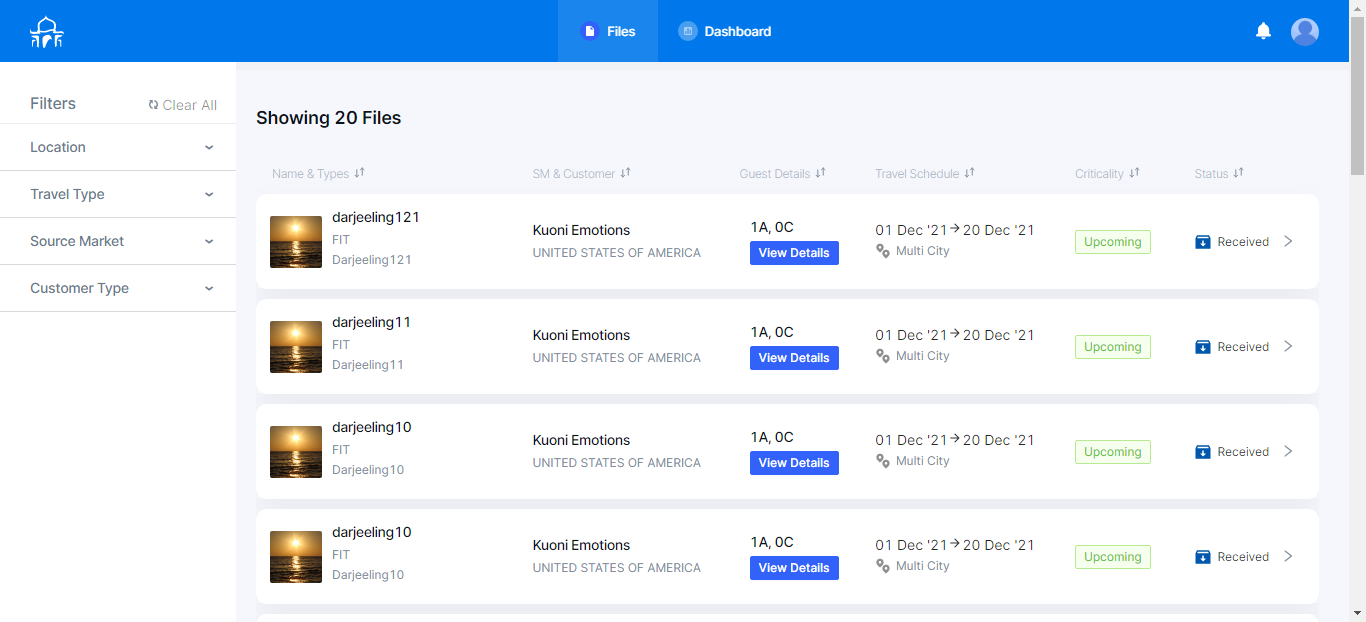 Files
Dashboard
Filters
Clear All
Location
Travel Type
Source Market
Customer Type
Showing 20 Files
Name & Types SM & Customer Guest Details Travel Schedule Criticality Status
darjeeling121
FIT
Darjeeling121
Kuoni Emotions
UNITED STATES OF AMERICA
1A, 0C
View Details
01 Dec '21 → 20 Dec '21
Multi City
Upcoming
Received
darjeeling11
FIT
Darjeeling11
Kuoni Emotions
UNITED STATES OF AMERICA
1A, 0C
View Details
01 Dec '21 → 20 Dec '21
Multi City
Upcoming
Received
darjeeling10
FIT
Darjeeling10
Kuoni Emotions
UNITED STATES OF AMERICA
1A, 0C
View Details
01 Dec '21 → 20 Dec '21
Multi City
Upcoming
Received
darjeeling10
FIT
Darjeeling10
Kuoni Emotions
UNITED STATES OF AMERICA
1A, 0C
View Details
01 Dec '21 → 20 Dec '21
Multi City
Upcoming
Received